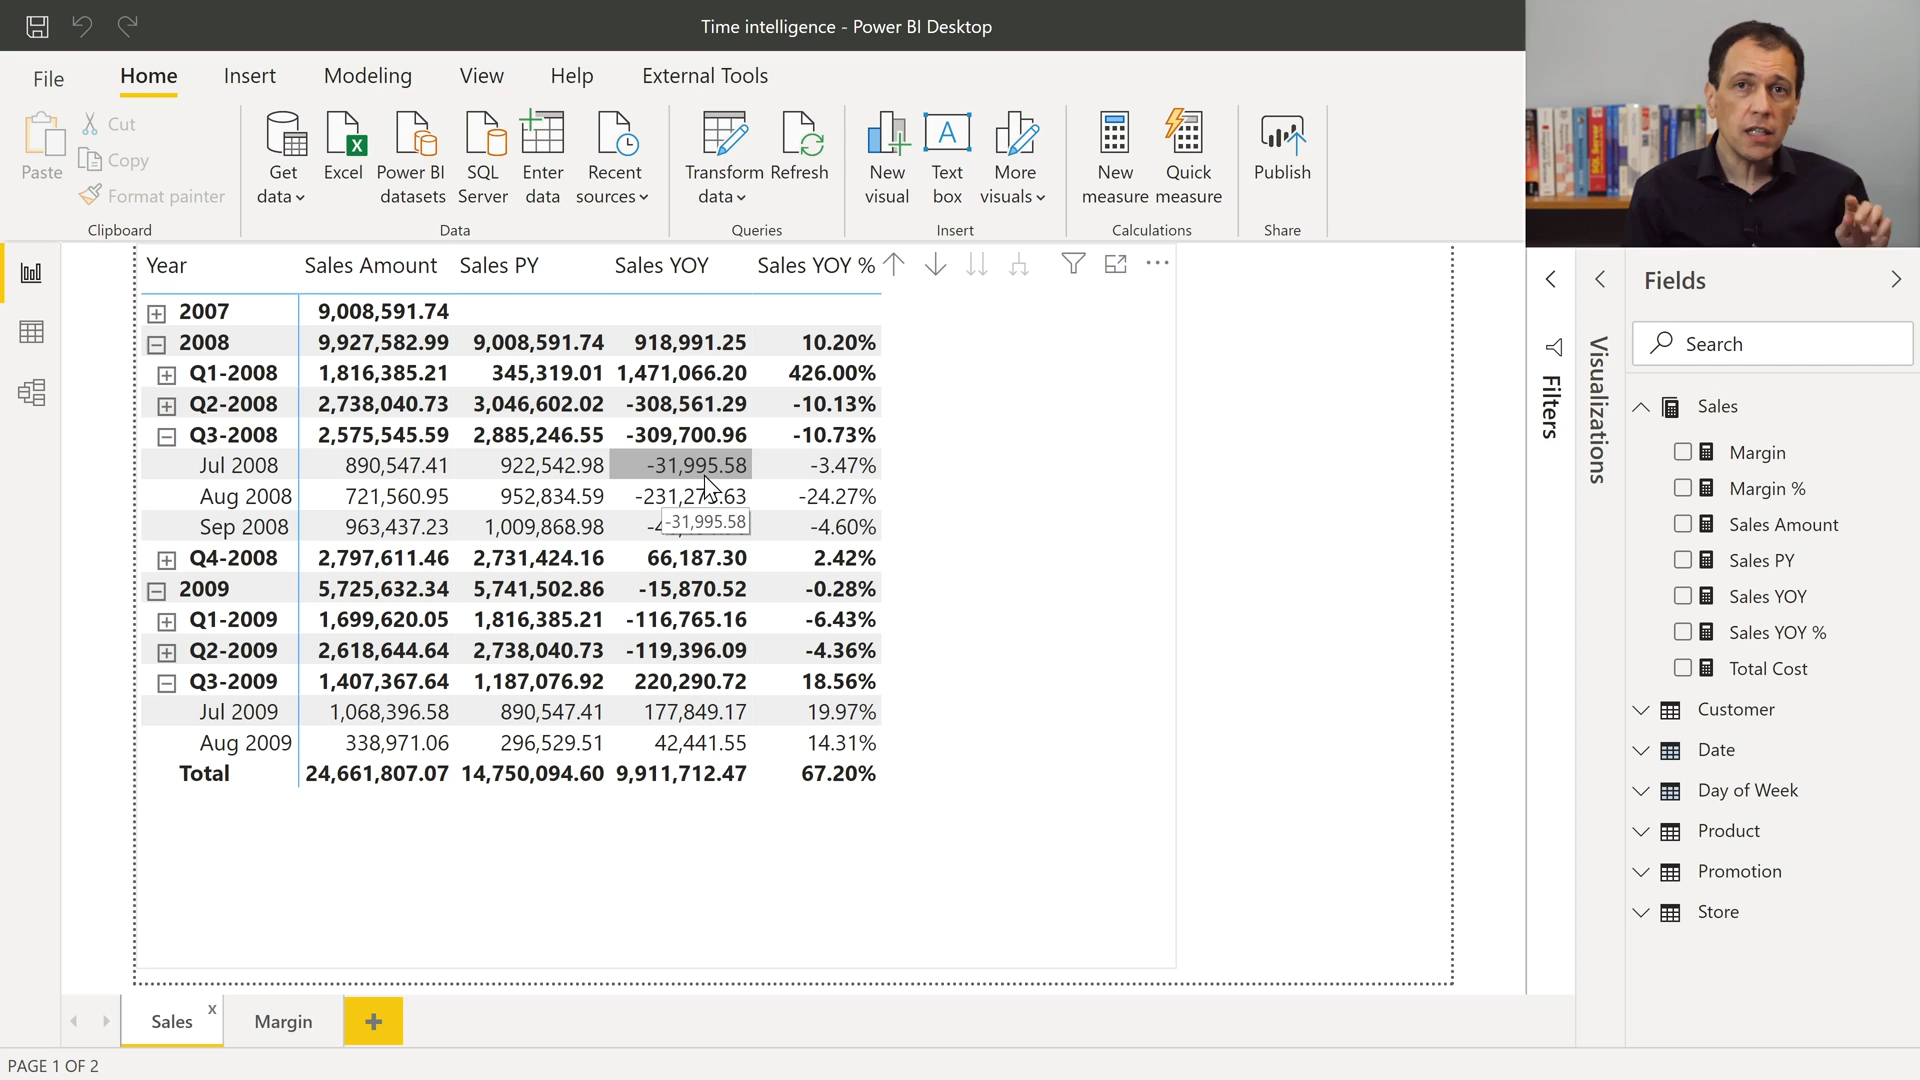 Time intelligence - Power BI Desktop
File Home Insert Modeling View Help External Tools
Paste
Cut
Copy
Format painter
Clipboard
Get data
Excel
Power BI datasets
SQL Server
Enter data
Recent sources
Data
Transform data
Refresh
Queries
New visual
Text box
More visuals
Insert
New measure
Quick measure
Calculations
Publish
Share
Year Sales Amount Sales PY Sales YOY Sales YOY %
2007 9,008,591.74
2008 9,927,582.99 9,008,591.74 918,991.25 10.20%
Q1-2008 1,816,385.21 345,319.01 1,471,066.20 426.00%
Q2-2008 2,738,040.73 3,046,602.02 -308,561.29 -10.13%
Q3-2008 2,575,545.59 2,885,246.55 -309,700.96 -10.73%
Jul 2008 890,547.41 922,542.98 -31,995.58 -3.47%
Aug 2008 721,560.95 952,834.59 -24.27%
Sep 2008 963,437.23 1,009,868.98 -4.60%
-31,995.58
Q4-2008 2,797,611.46 2,731,424.16 66,187.30 2.42%
2009 5,725,632.34 5,741,502.86 -15,870.52 -0.28%
Q1-2009 1,699,620.05 1,816,385.21 -116,765.16 -6.43%
Q2-2009 2,618,644.64 2,738,040.73 -119,396.09 -4.36%
Q3-2009 1,407,367.64 1,187,076.92 220,290.72 18.56%
Jul 2009 1,068,396.58 890,547.41 177,849.17 19.97%
Aug 2009 338,971.06 296,529.51 42,441.55 14.31%
Total 24,661,807.07 14,750,094.60 9,911,712.47 67.20%
Filters
Visualizations
Fields
Search
Sales
Margin
Margin %
Sales Amount
Sales PY
Sales YOY
Sales YOY %
Total Cost
Customer
Date
Day of Week
Product
Promotion
Store
Sales x
Margin
+
PAGE 1 OF 2